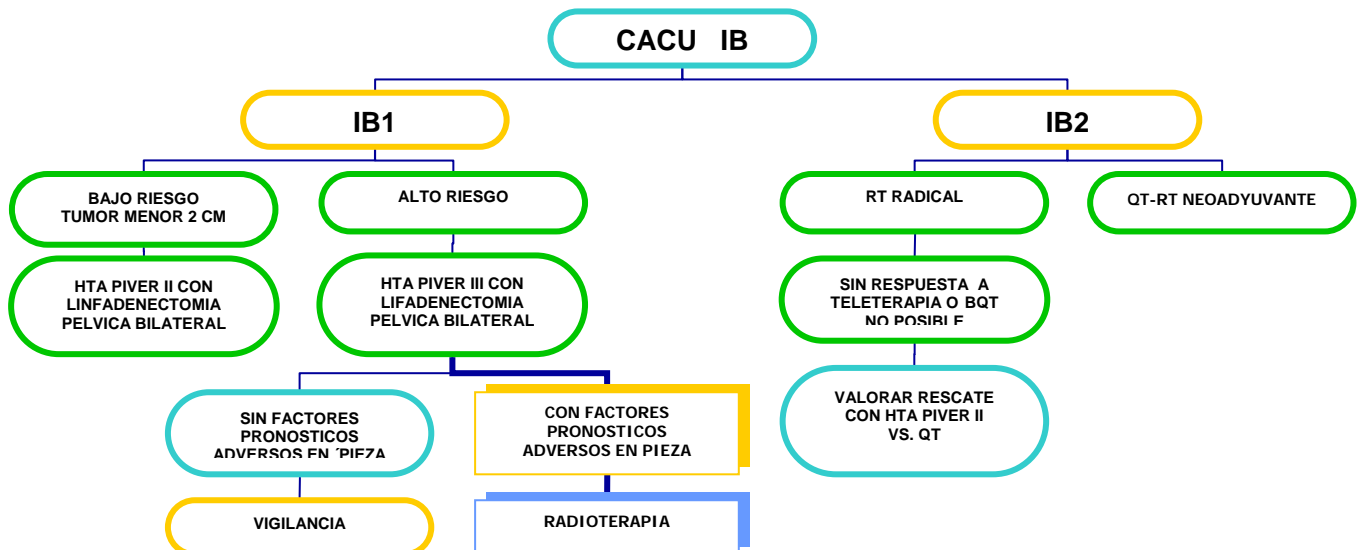 CACU IB
IB1
IB2
BAJO RIESGO
TUMOR MENOR 2 CM
ALTO RIESGO
RT RADICAL
QT-RT NEOADYUVANTE
HTA PIVER II CON
LINFADENECTOMIA
PELVICA BILATERAL
HTA PIVER III CON
LIFADENECTOMIA
PELVICA BILATERAL
SIN RESPUESTA A
TELETERAPIA O BQT
NO POSIBLE
SIN FACTORES
PRONOSTICOS
ADVERSOS EN ´PIEZA
CON FACTORES
PRONOSTICOS
ADVERSOS EN PIEZA
VALORAR RESCATE
CON HTA PIVER II
VS. QT
VIGILANCIA
RADIOTERAPIA